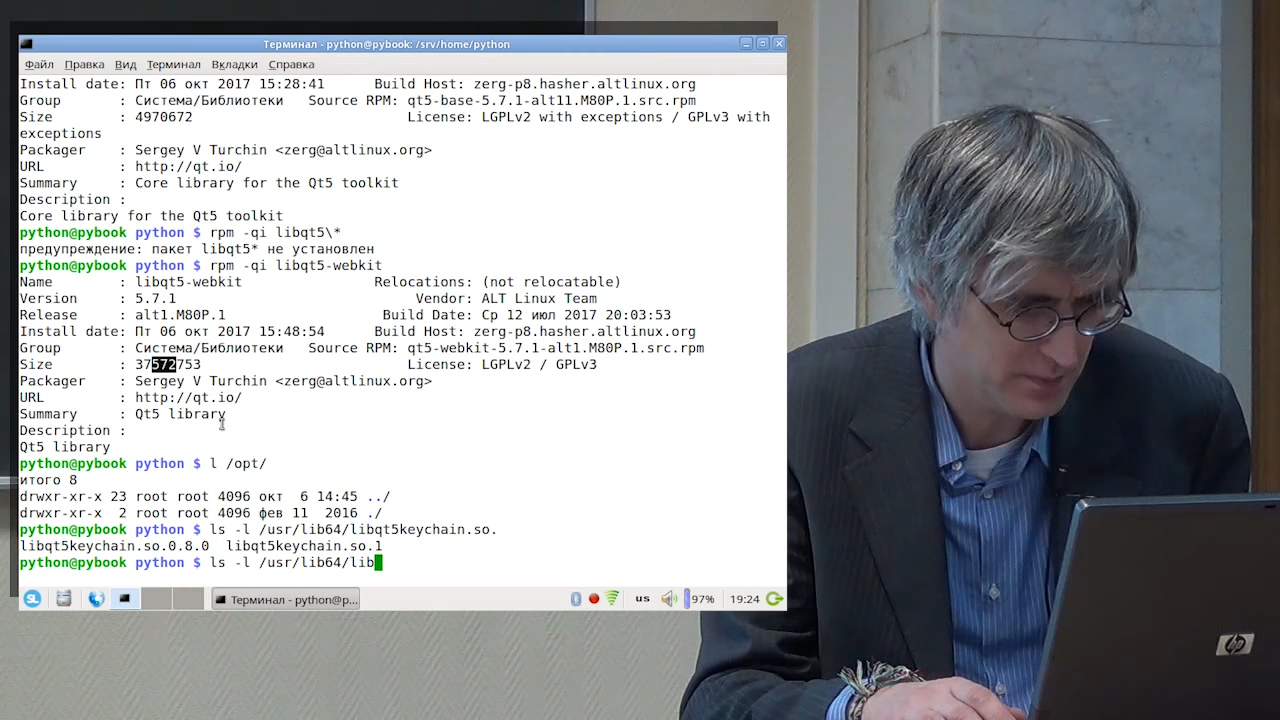 Терминал - python@pybook: /srv/home/python
Файл Правка Вид Терминал Вкладки Справка
Install date: Пт 06 окт 2017 15:28:41 Build Host: zerg-p8.hasher.altlinux.org
Group : Система/Библиотеки Source RPM: qt5-base-5.7.1-alt11.M80P.1.src.rpm
Size : 4970672 License: LGPLv2 with exceptions / GPLv3 with
exceptions
Packager : Sergey V Turchin <zerg@altlinux.org>
URL : http://qt.io/
Summary : Core library for the Qt5 toolkit
Description :
Core library for the Qt5 toolkit
python@pybook python $ rpm -qi libqt5\*
предупреждение: пакет libqt5* не установлен
python@pybook python $ rpm -qi libqt5-webkit
Name : libqt5-webkit Relocations: (not relocatable)
Version : 5.7.1 Vendor: ALT Linux Team
Release : alt1.M80P.1 Build Date: Ср 12 июл 2017 20:03:53
Install date: Пт 06 окт 2017 15:48:54 Build Host: zerg-p8.hasher.altlinux.org
Group : Система/Библиотеки Source RPM: qt5-webkit-5.7.1-alt1.M80P.1.src.rpm
Size : 37572753 License: LGPLv2 / GPLv3
Packager : Sergey V Turchin <zerg@altlinux.org>
URL : http://qt.io/
Summary : Qt5 library
Description :
Qt5 library
python@pybook python $ l /opt/
итого 8
drwxr-xr-x 23 root root 4096 окт 6 14:45 ../
drwxr-xr-x 2 root root 4096 фев 11 2016 ./
python@pybook python $ ls -l /usr/lib64/libqt5keychain.so.
libqt5keychain.so.0.8.0 libqt5keychain.so.1
python@pybook python $ ls -l /usr/lib64/lib
SL Терминал - python@p... us 97% 19:24
hp